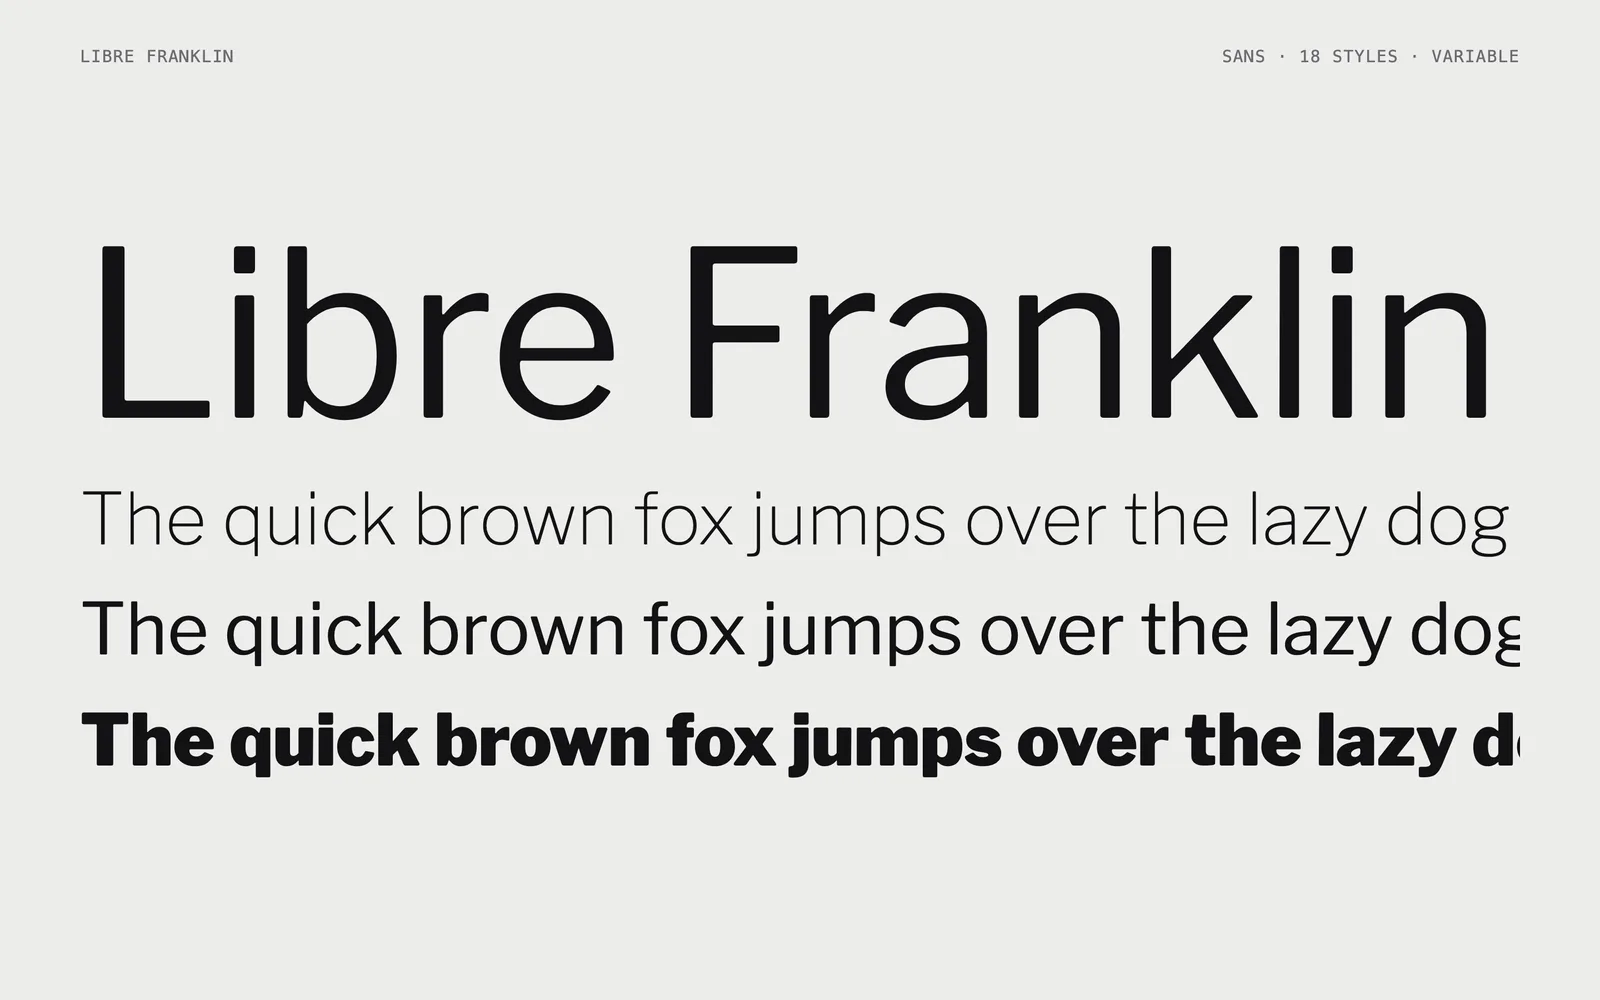 LIBRE FRANKLIN
SANS · 18 STYLES · VARIABLE
Libre Franklin
The quick brown fox jumps over the lazy dog
The quick brown fox jumps over the lazy dog
The quick brown fox jumps over the lazy